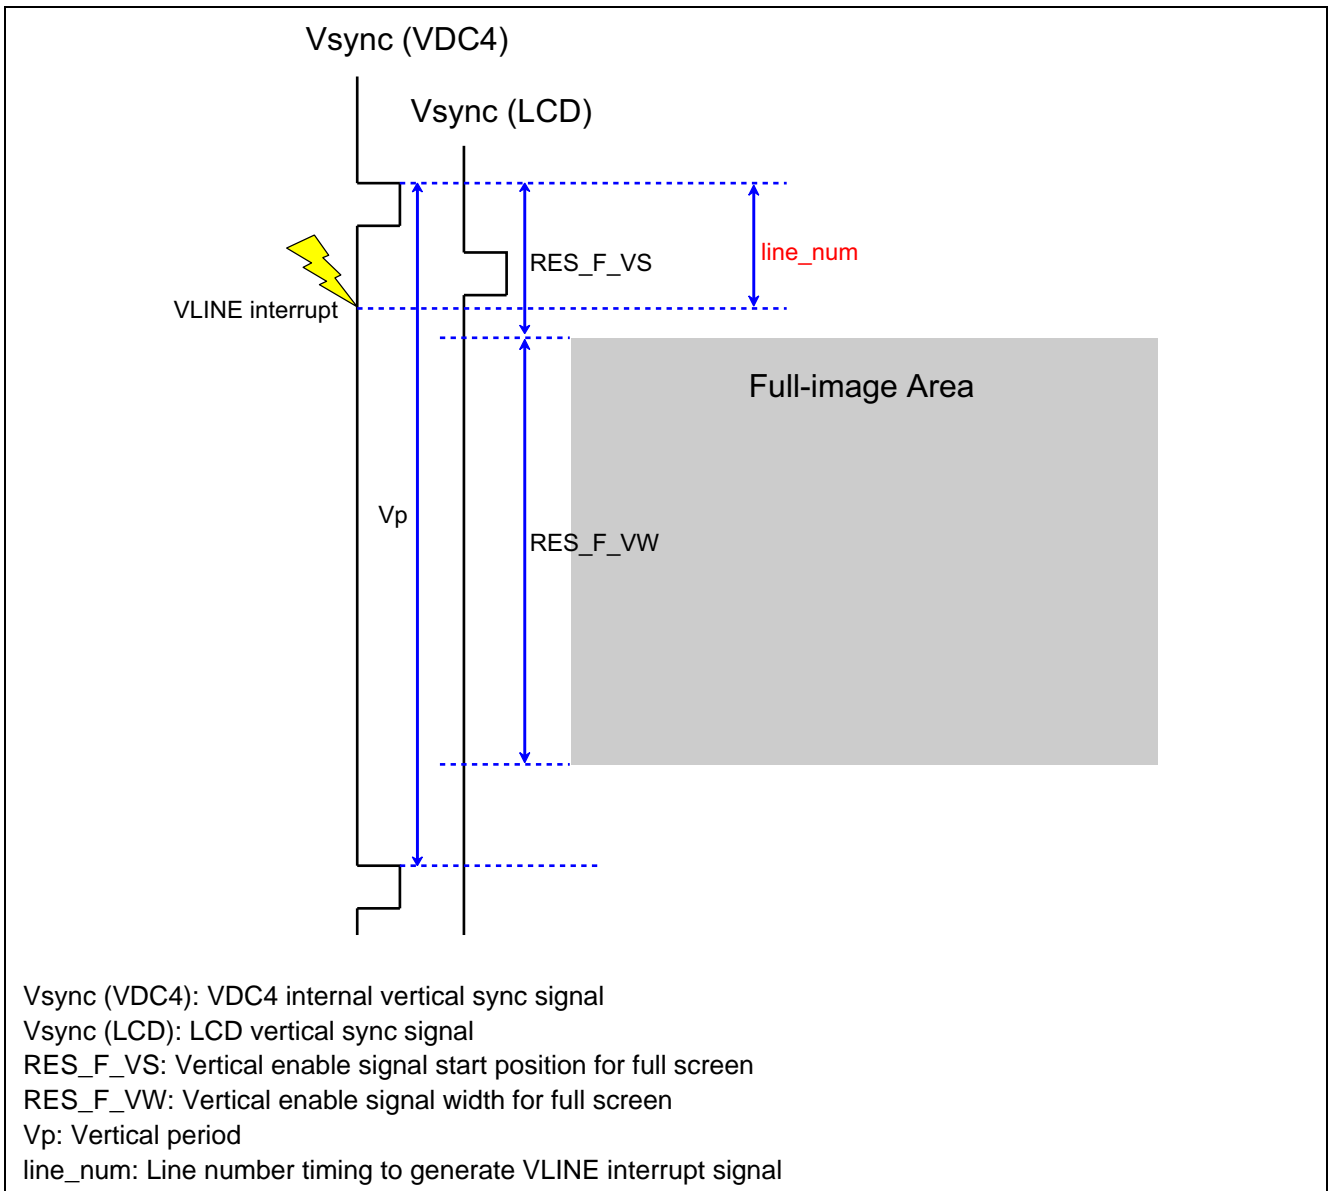 Vsync (VDC4)
Vsync (LCD)
line_num
RES_F_VS
VLINE interrupt
Full-image Area
Vp
RES_F_VW
Vsync (VDC4): VDC4 internal vertical sync signal
Vsync (LCD): LCD vertical sync signal
RES_F_VS: Vertical enable signal start position for full screen
RES_F_VW: Vertical enable signal width for full screen
Vp: Vertical period
line_num: Line number timing to generate VLINE interrupt signal